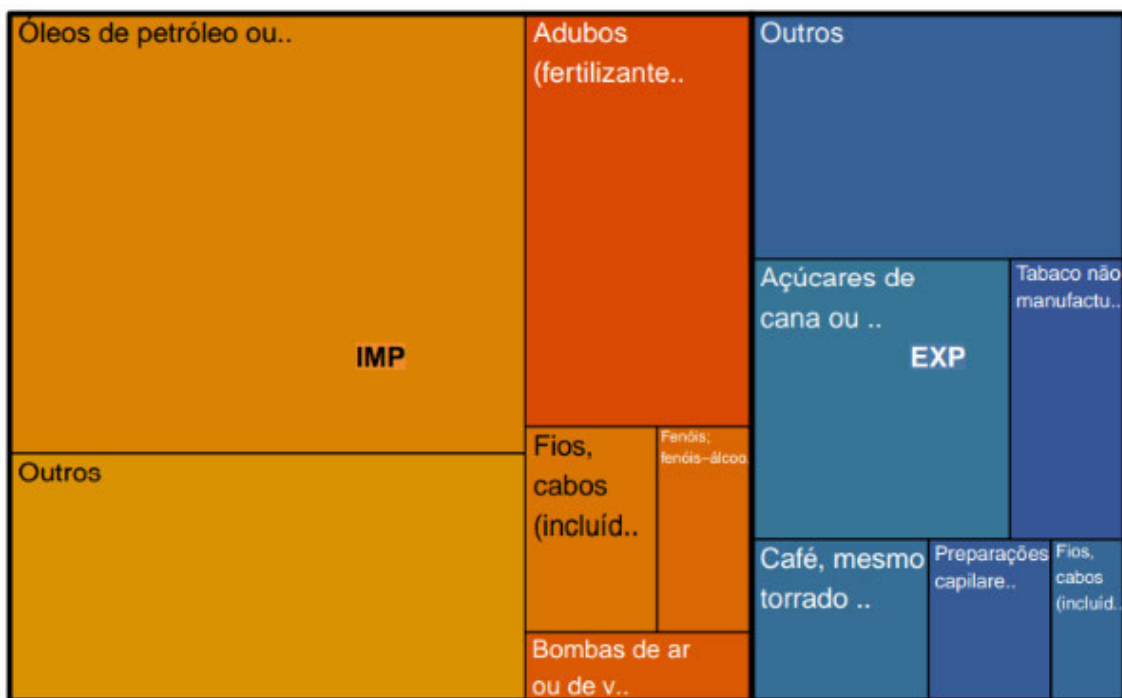 Óleos de petróleo ou..
Adubos
(fertilizante..
Outros
Açúcares de
cana ou ..
Tabaco não
manufactu..
IMP
EXP
Outros
Fios,
cabos
(incluíd..
Fenóis;
fenóis–álcoo.
Café, mesmo
torrado ..
Preparações
capilare..
Fios,
cabos
(incluíd..
Bombas de ar
ou de v..